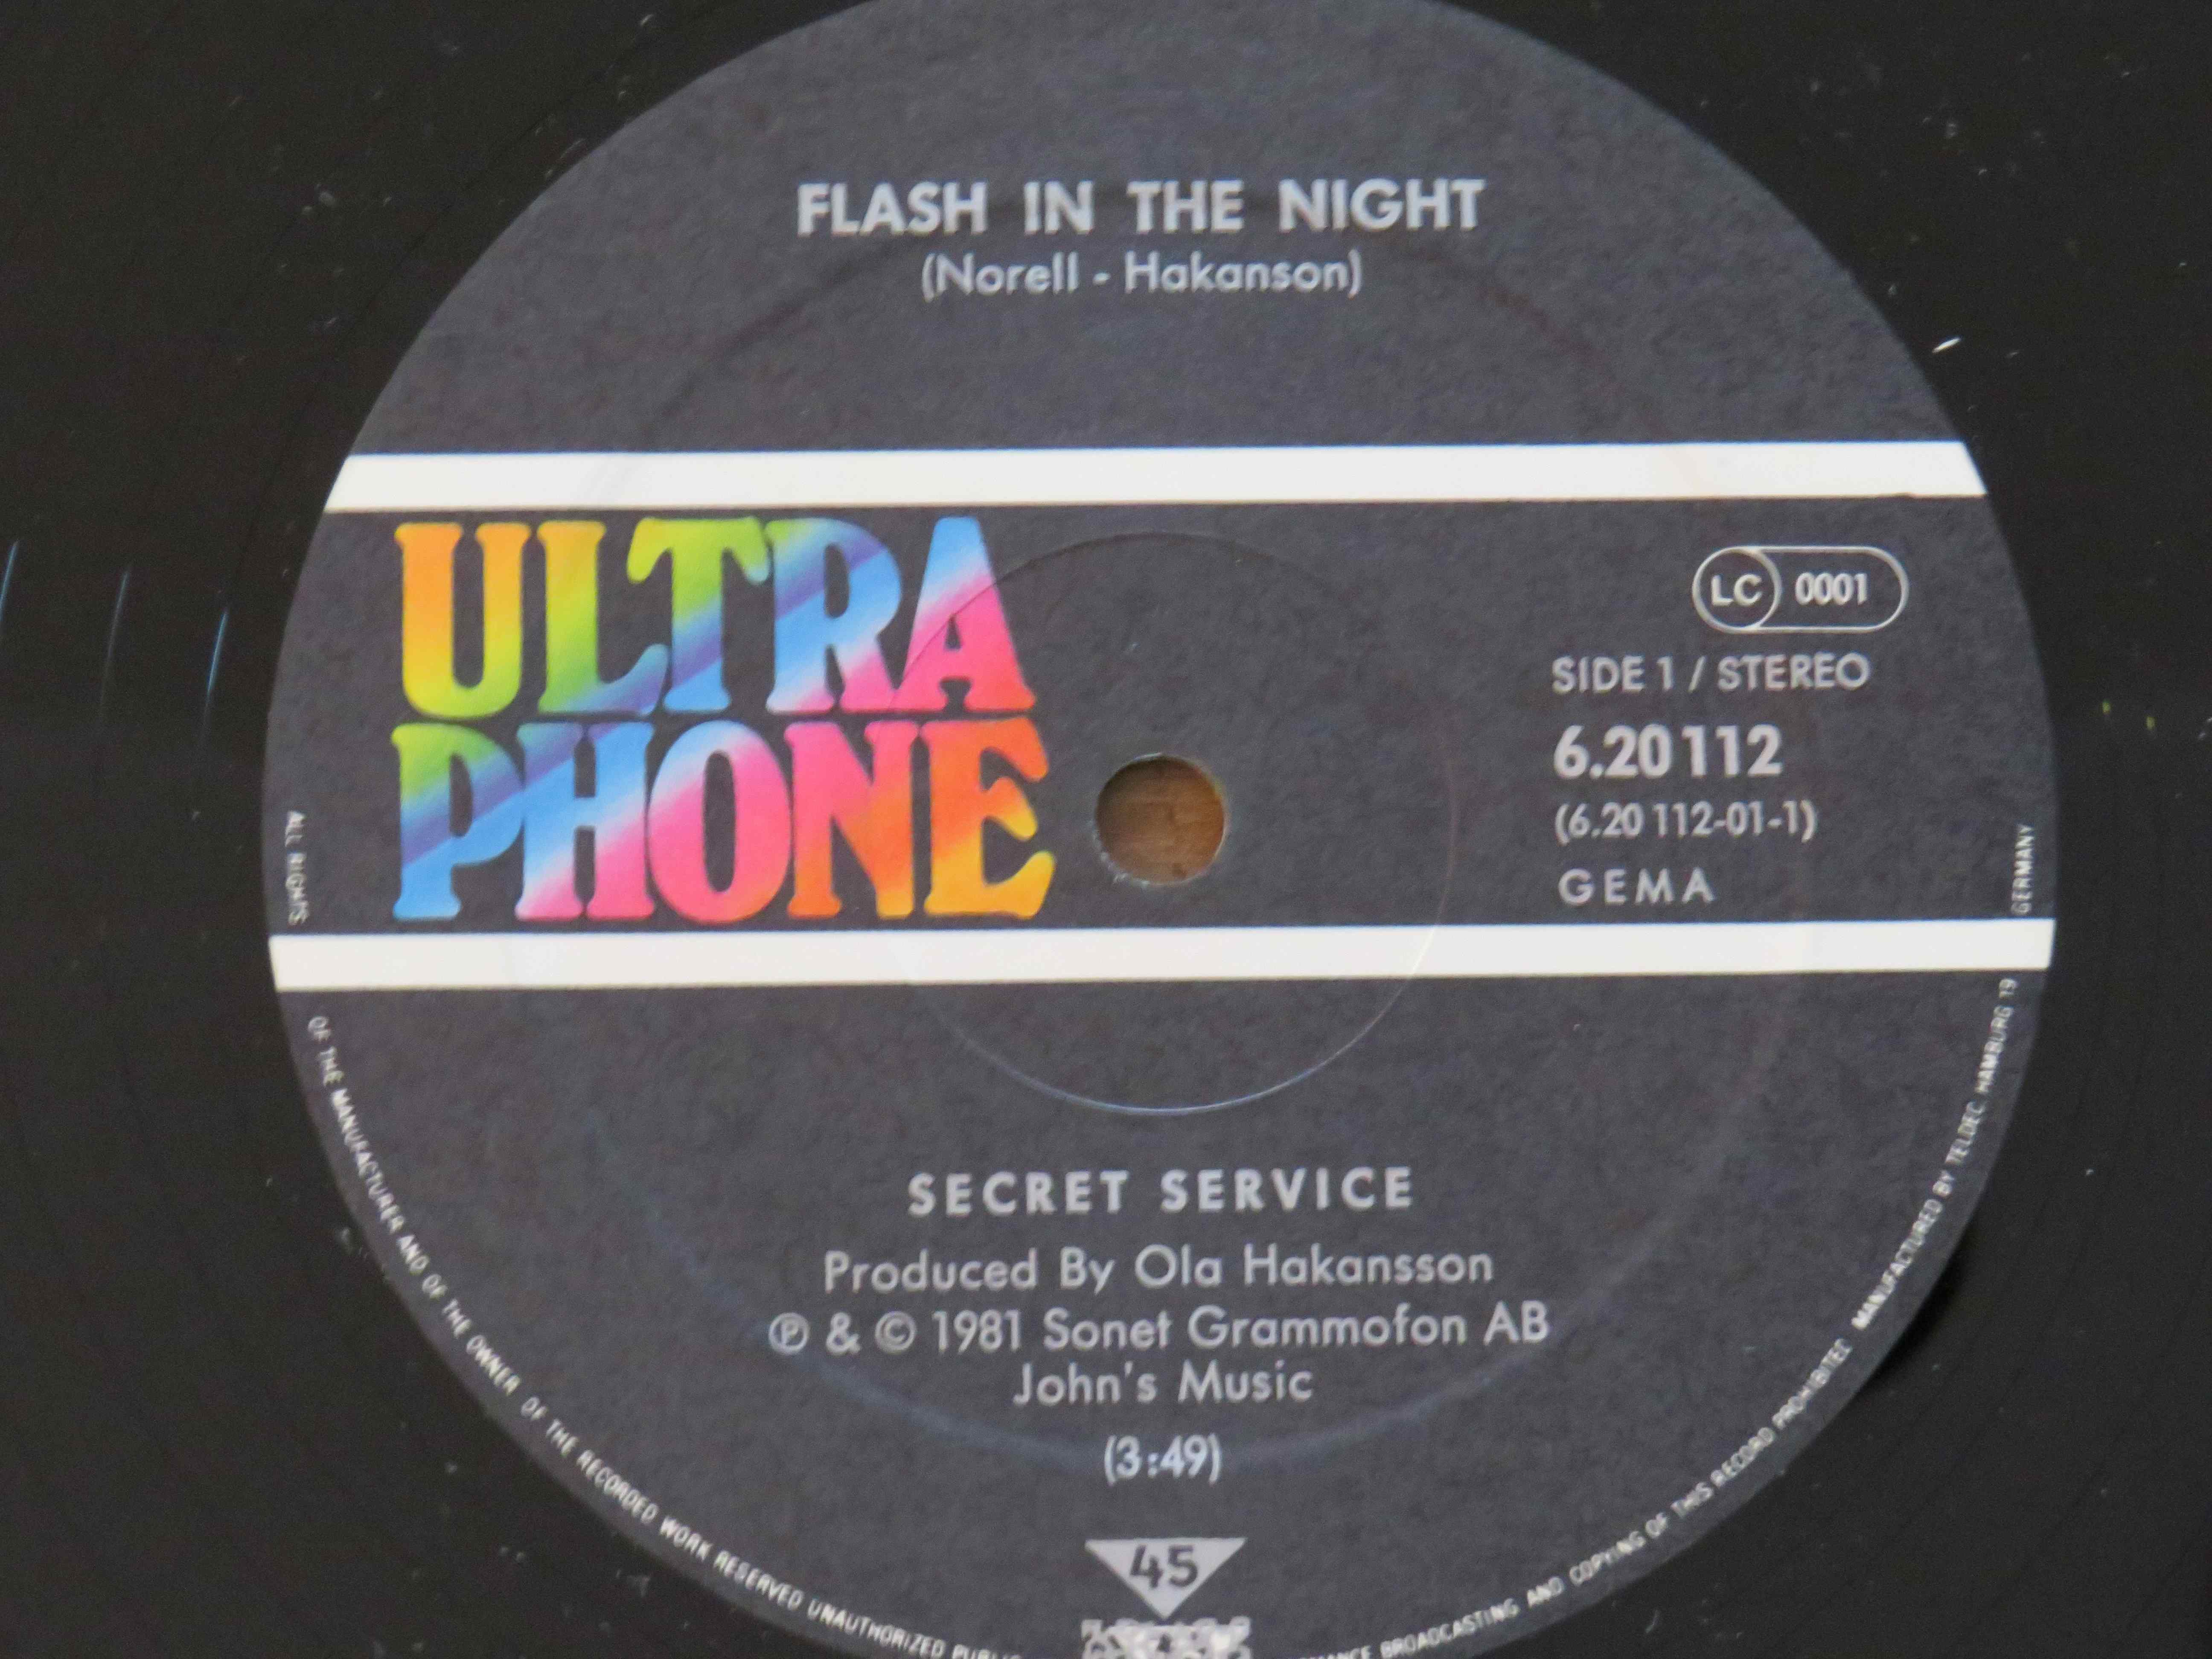 FLASH IN THE NIGHT
(Norell - Hakanson)
ULTRA
PHONE
LC 0001
SIDE 1 / STEREO
6.20 112
(6.20 112-01-1)
GEMA
SECRET SERVICE
Produced By Ola Hakansson
℗ & © 1981 Sonet Grammofon AB
John's Music
(3:49)
45
ALL RIGHTS OF THE MANUFACTURER AND OF THE OWNER OF THE RECORDED WORK RESERVED UNAUTHORIZED PUBLIC
BROADCASTING AND COPYING OF THIS RECORD PROHIBITED MANUFACTURED BY TELDEC HAMBURG 19 GERMANY